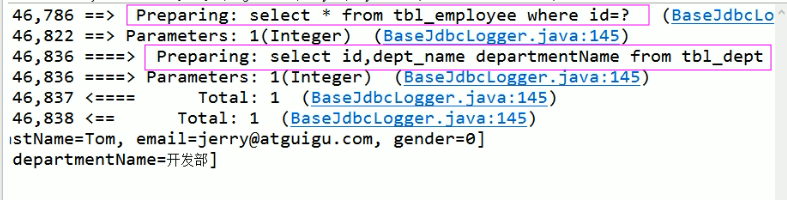 46,786 ==>  Preparing: select * from tbl_employee where id=?   (BaseJdbcLo
46,822 ==> Parameters: 1(Integer)  (BaseJdbcLogger.java:145)
46,836 ====>  Preparing: select id,dept_name departmentName from tbl_dept
46,836 ====> Parameters: 1(Integer)  (BaseJdbcLogger.java:145)
46,837 <====      Total: 1  (BaseJdbcLogger.java:145)
46,838 <==      Total: 1  (BaseJdbcLogger.java:145)
stName=Tom, email=jerry@atguigu.com, gender=0]
departmentName=开发部]